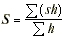 S = ∑(sh) / ∑h